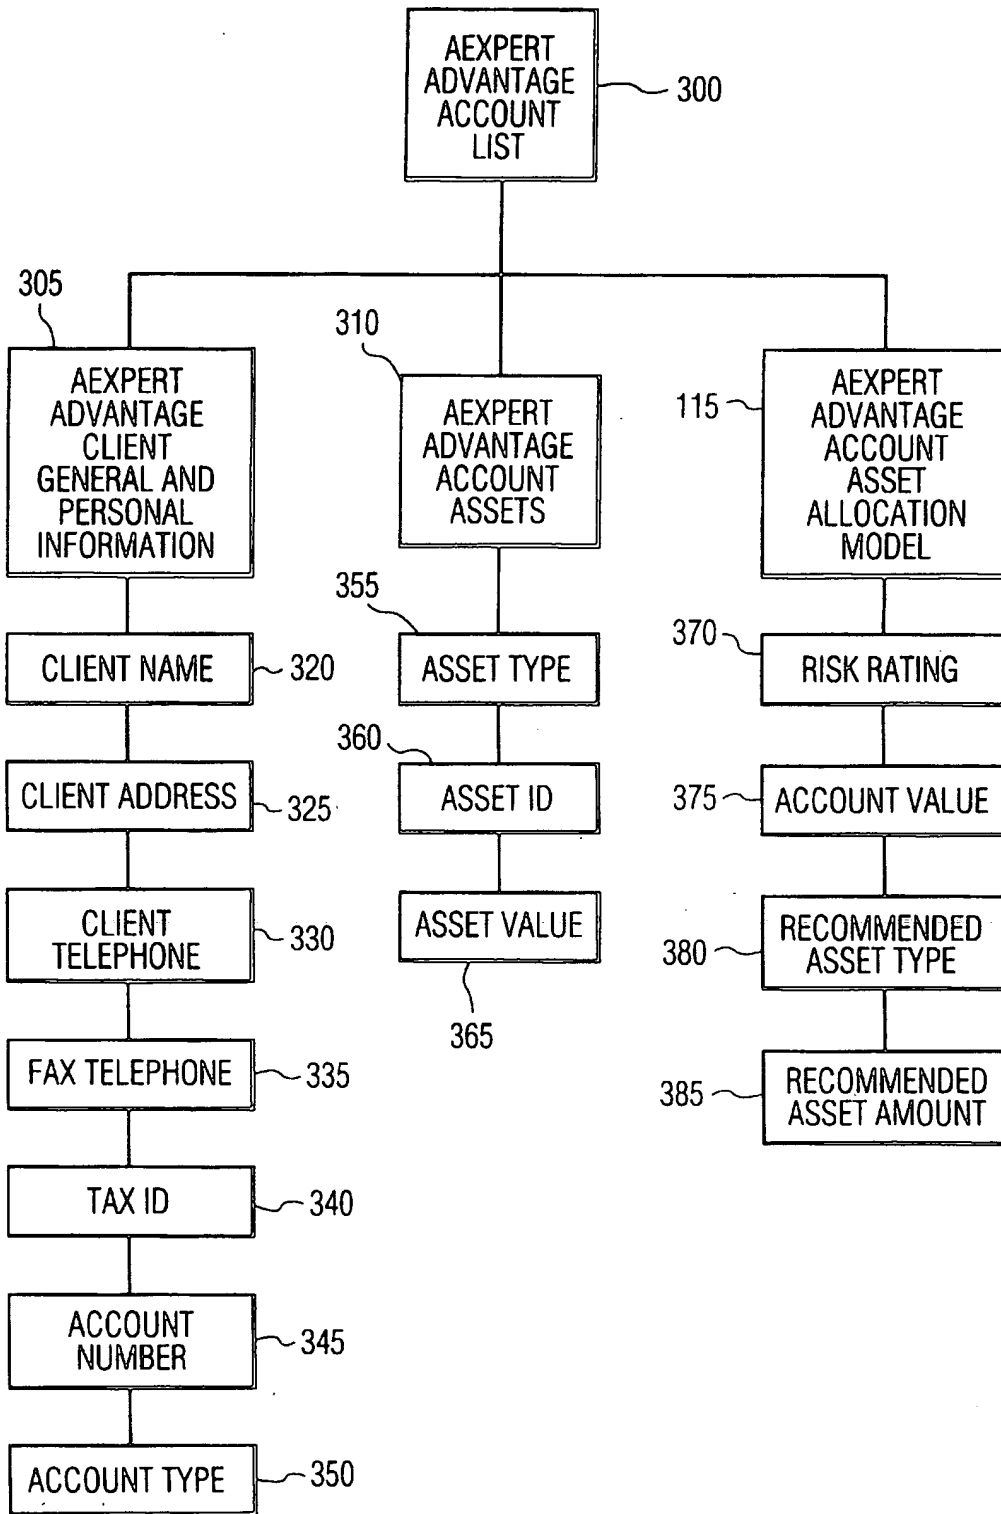 AEXPERT
ADVANTAGE
ACCOUNT
LIST
300
305
AEXPERT
ADVANTAGE
CLIENT
GENERAL AND
PERSONAL
INFORMATION
CLIENT NAME
320
CLIENT ADDRESS
325
CLIENT
TELEPHONE
330
FAX TELEPHONE
335
TAX ID
340
ACCOUNT
NUMBER
345
ACCOUNT TYPE
350
310
AEXPERT
ADVANTAGE
ACCOUNT
ASSETS
355
ASSET TYPE
360
ASSET ID
ASSET VALUE
365
115
AEXPERT
ADVANTAGE
ACCOUNT
ASSET
ALLOCATION
MODEL
370
RISK RATING
375
ACCOUNT VALUE
380
RECOMMENDED
ASSET TYPE
385
RECOMMENDED
ASSET AMOUNT